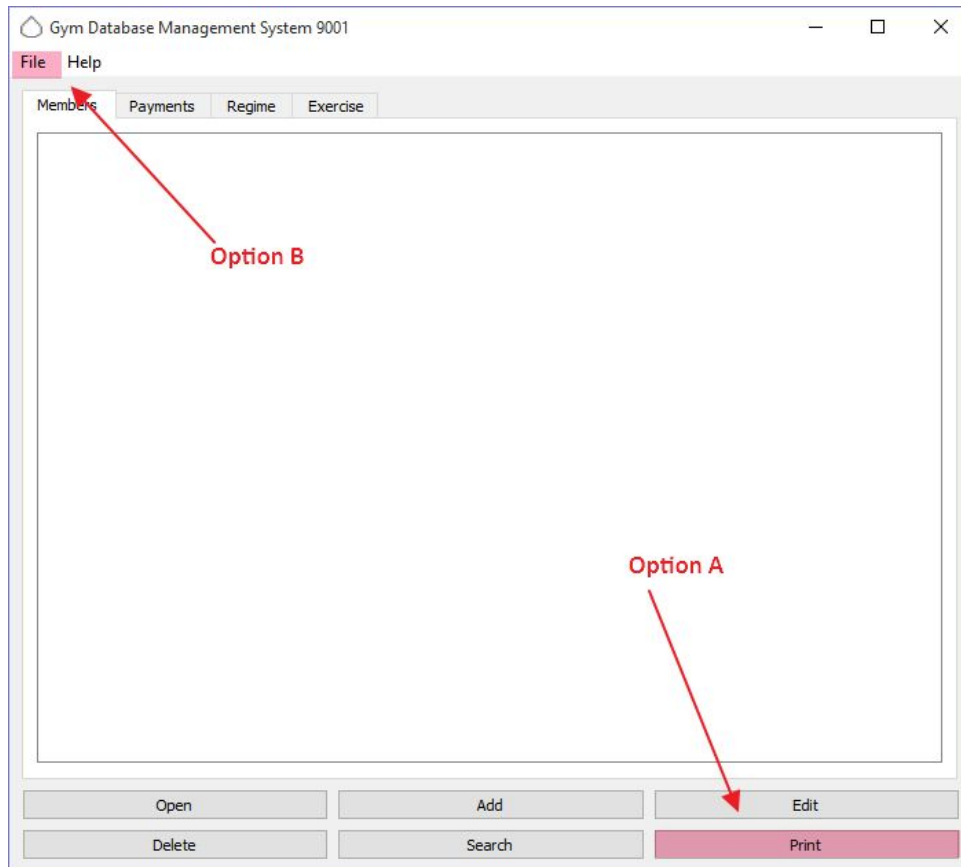 Gym Database Management System 9001
File Help
Members Payments Regime Exercise
Option B
Option A
Open Add Edit
Delete Search Print